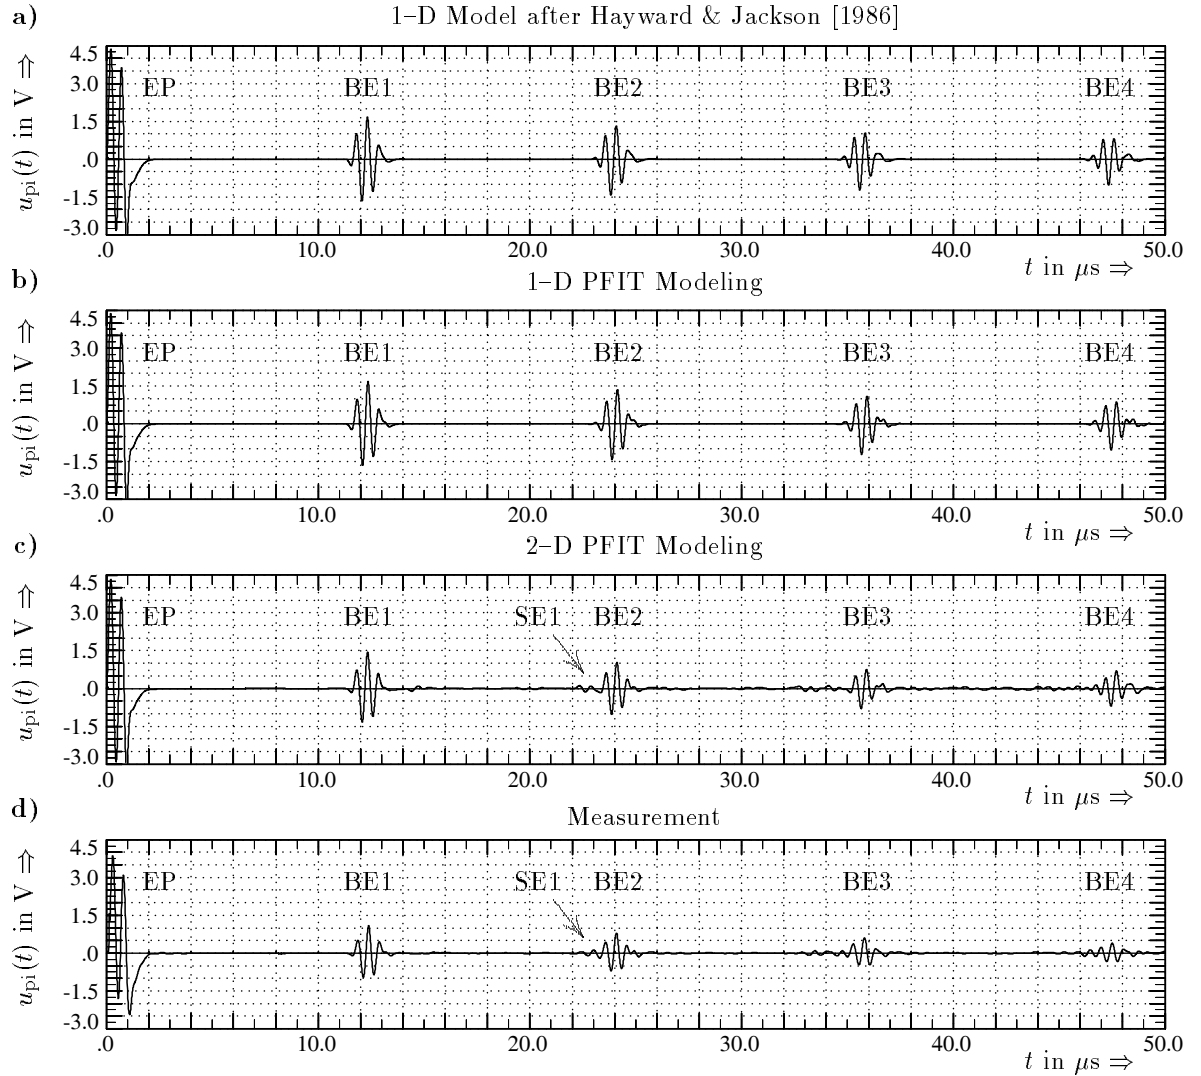 a)
1–D Model after Hayward & Jackson [1986]
u_pi(t) in V ⇒
4.5
3.0
1.5
.0
-1.5
-3.0
EP BE1 BE2 BE3 BE4
.0 10.0 20.0 30.0 40.0 50.0
t in μs ⇒
b)
1–D PFIT Modeling
u_pi(t) in V ⇒
4.5
3.0
1.5
.0
-1.5
-3.0
EP BE1 BE2 BE3 BE4
.0 10.0 20.0 30.0 40.0 50.0
t in μs ⇒
c)
2–D PFIT Modeling
u_pi(t) in V ⇒
4.5
3.0
1.5
.0
-1.5
-3.0
EP BE1 SE1 BE2 BE3 BE4
.0 10.0 20.0 30.0 40.0 50.0
t in μs ⇒
d)
Measurement
u_pi(t) in V ⇒
4.5
3.0
1.5
.0
-1.5
-3.0
EP BE1 SE1 BE2 BE3 BE4
.0 10.0 20.0 30.0 40.0 50.0
t in μs ⇒